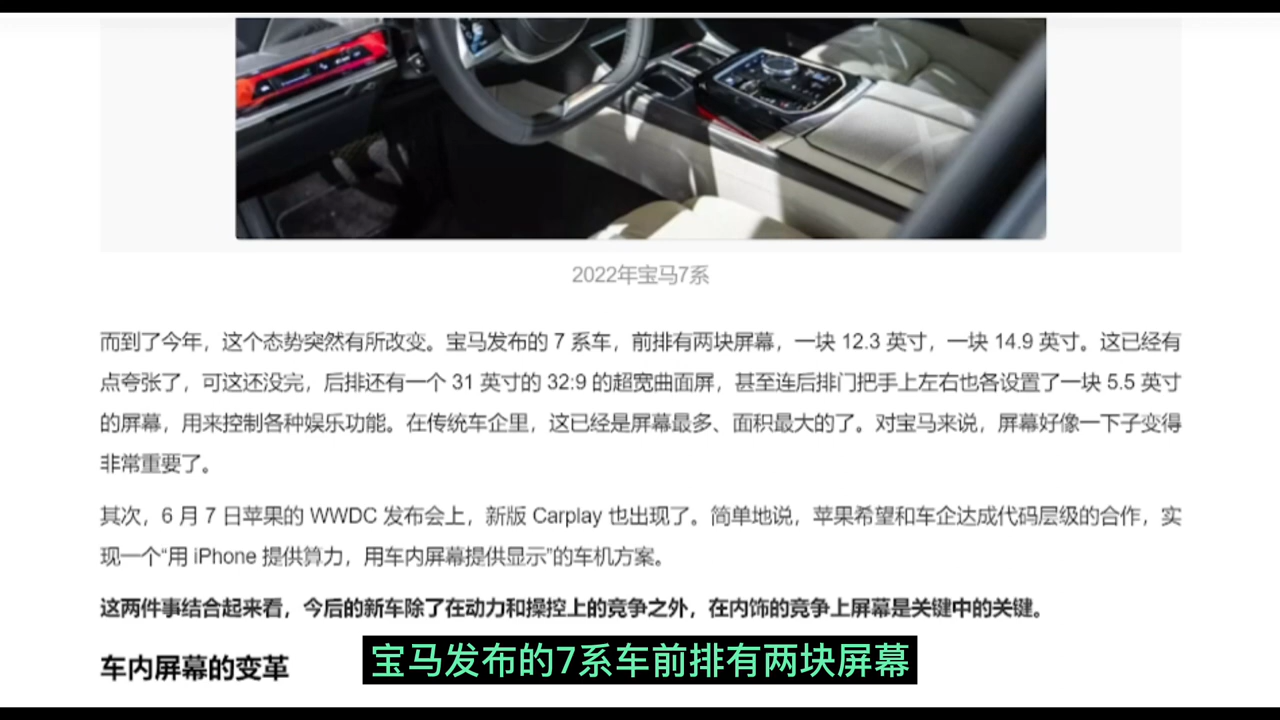 2022年宝马7系
而到了今年，这个态势突然有所改变。宝马发布的 7 系车，前排有两块屏幕，一块 12.3 英寸，一块 14.9 英寸。这已经有
点夸张了，可这还没完，后排还有一个 31 英寸的 32:9 的超宽曲面屏，甚至连后排门把手上左右也各设置了一块 5.5 英寸
的屏幕，用来控制各种娱乐功能。在传统车企里，这已经是屏幕最多、面积最大的了。对宝马来说，屏幕好像一下子变得
非常重要了。
其次，6 月 7 日苹果的 WWDC 发布会上，新版 Carplay 也出现了。简单地说，苹果希望和车企达成代码层级的合作，实
现一个“用 iPhone 提供算力，用车内屏幕提供显示”的车机方案。
这两件事结合起来看，今后的新车除了在动力和操控上的竞争之外，在内饰的竞争上屏幕是关键中的关键。
车内屏幕的变革
宝马发布的7系车前排有两块屏幕